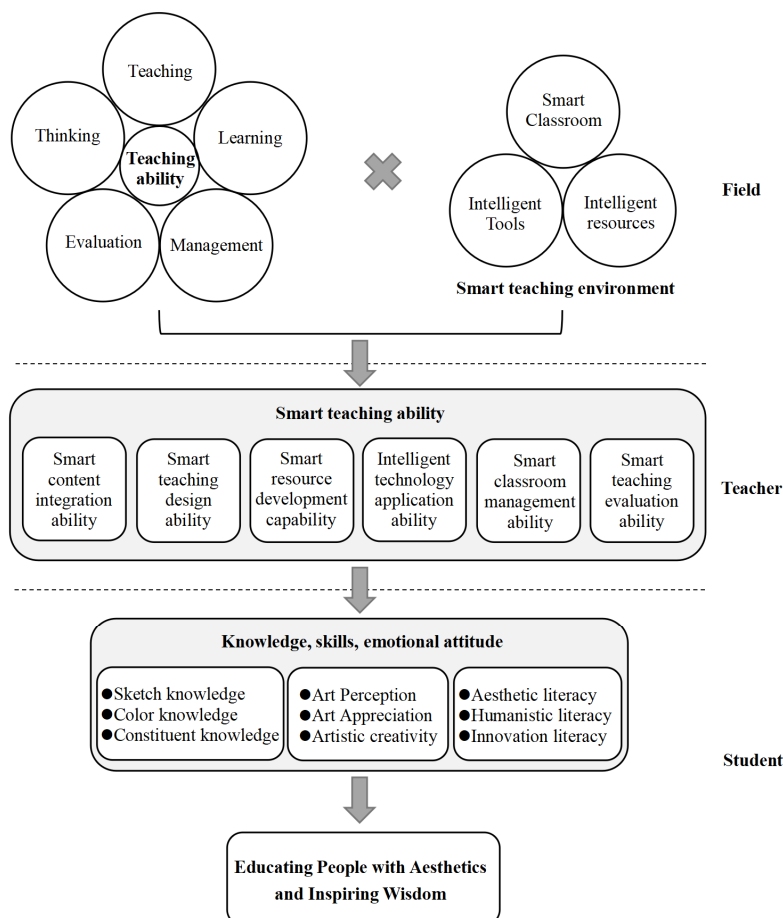 Teaching
Thinking
Learning
Teaching
ability
Evaluation
Management
Smart
Classroom
Intelligent
Tools
Intelligent
resources
Smart teaching environment
Field
Smart teaching ability
Smart
content
integration
ability
Smart
teaching
design
ability
Smart
resource
development
capability
Intelligent
technology
application
ability
Smart
classroom
management
ability
Smart
teaching
evaluation
ability
Teacher
Knowledge, skills, emotional attitude
●Sketch knowledge
●Color knowledge
●Constituent knowledge
●Art Perception
●Art Appreciation
●Artistic creativity
●Aesthetic literacy
●Humanistic literacy
●Innovation literacy
Student
Educating People with Aesthetics
and Inspiring Wisdom